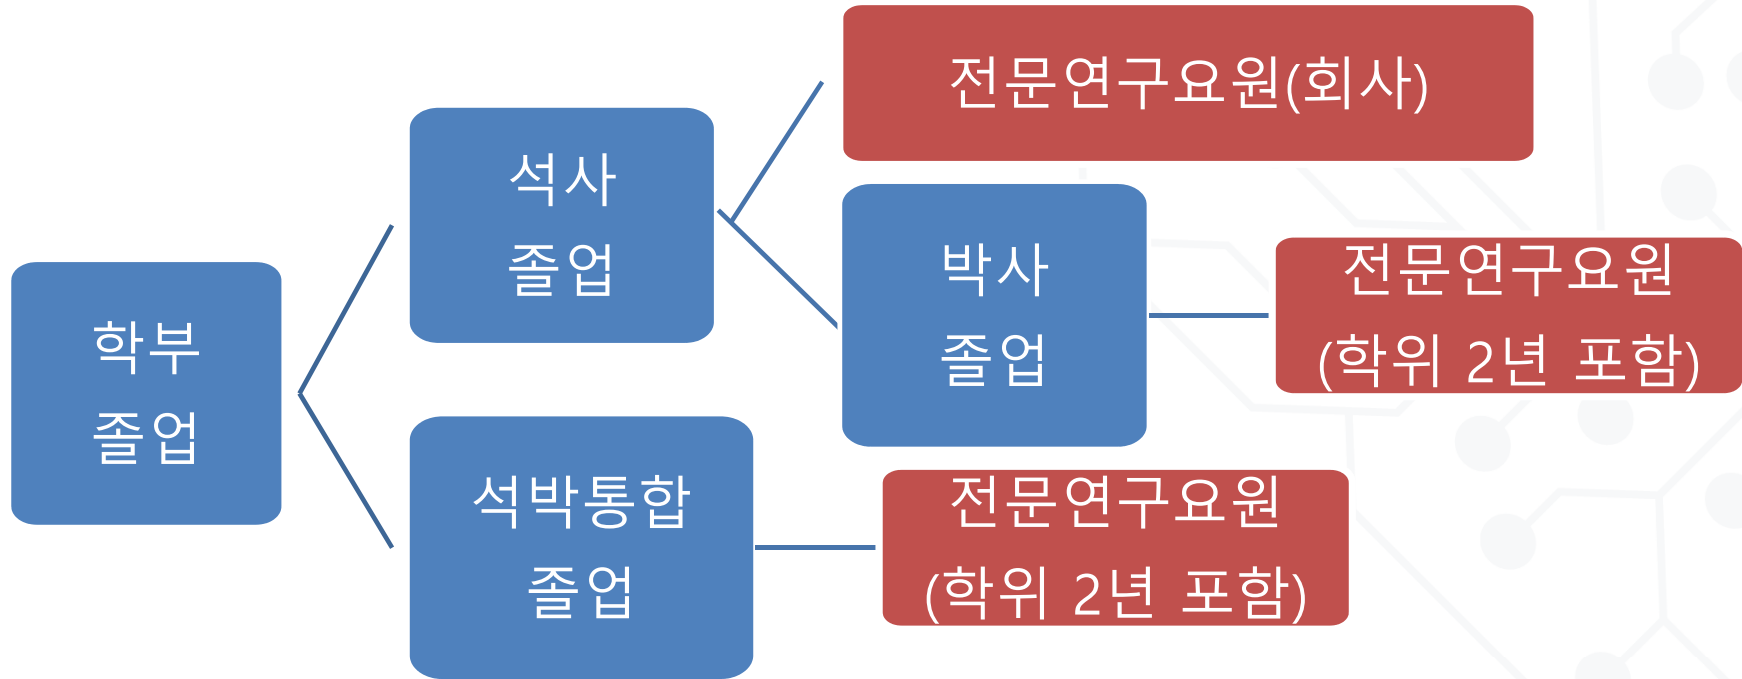 학부
졸업
석사
졸업
전문연구요원(회사)
박사
졸업
전문연구요원
(학위 2년 포함)
석박통합
졸업
전문연구요원
(학위 2년 포함)